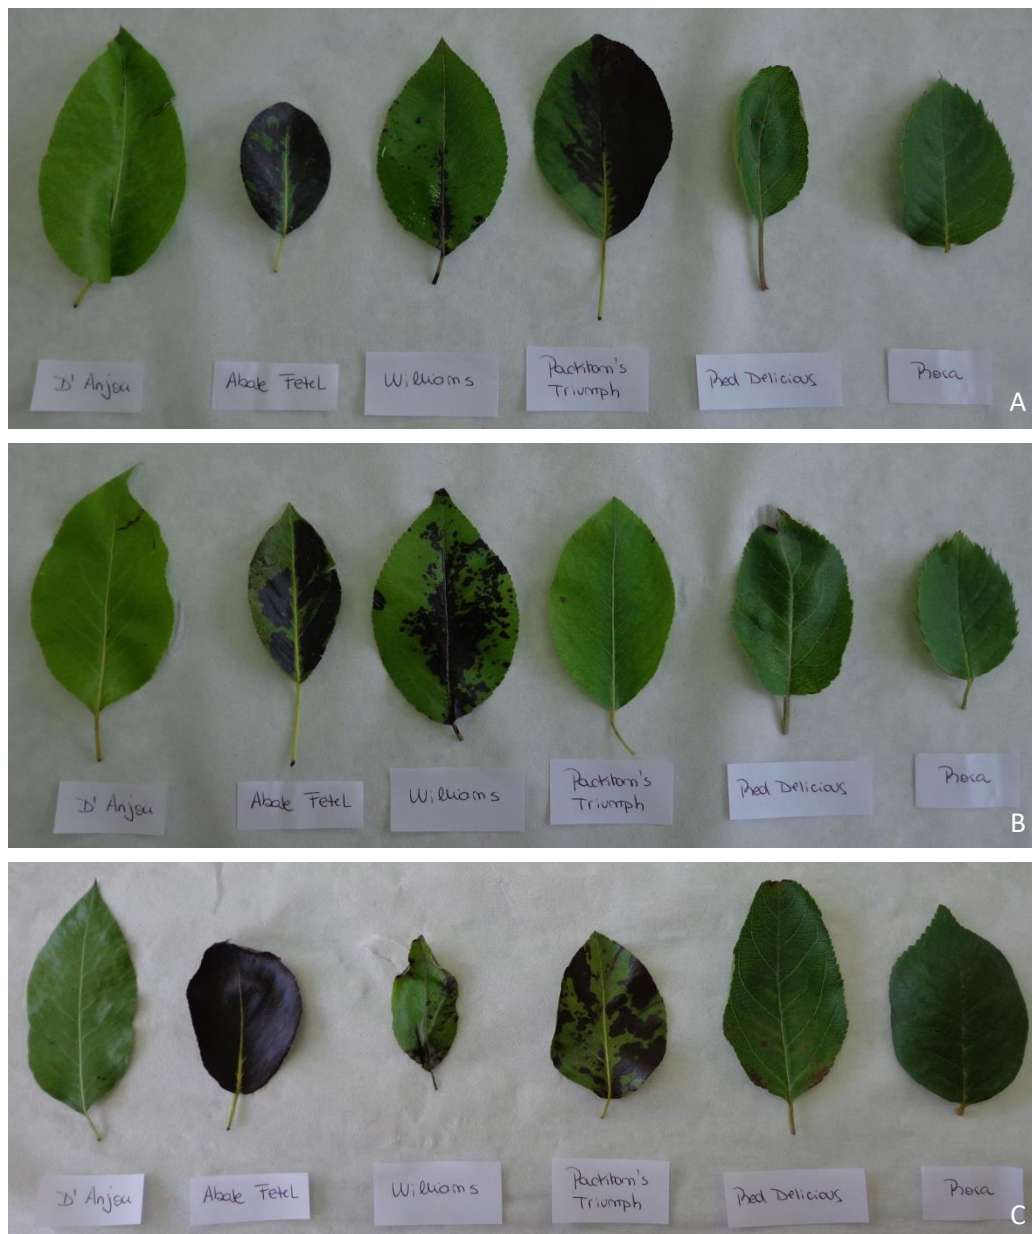 D' Anjou
Abate Fetel
Williams
Packham's
Triumph
Red Delicious
Rosa
A
D' Anjou
Abate Fetel
Williams
Packham's
Triumph
Red Delicious
Rosa
B
D' Anjou
Abate Fetel
Williams
Packham's
Triumph
Red Delicious
Rosa
C